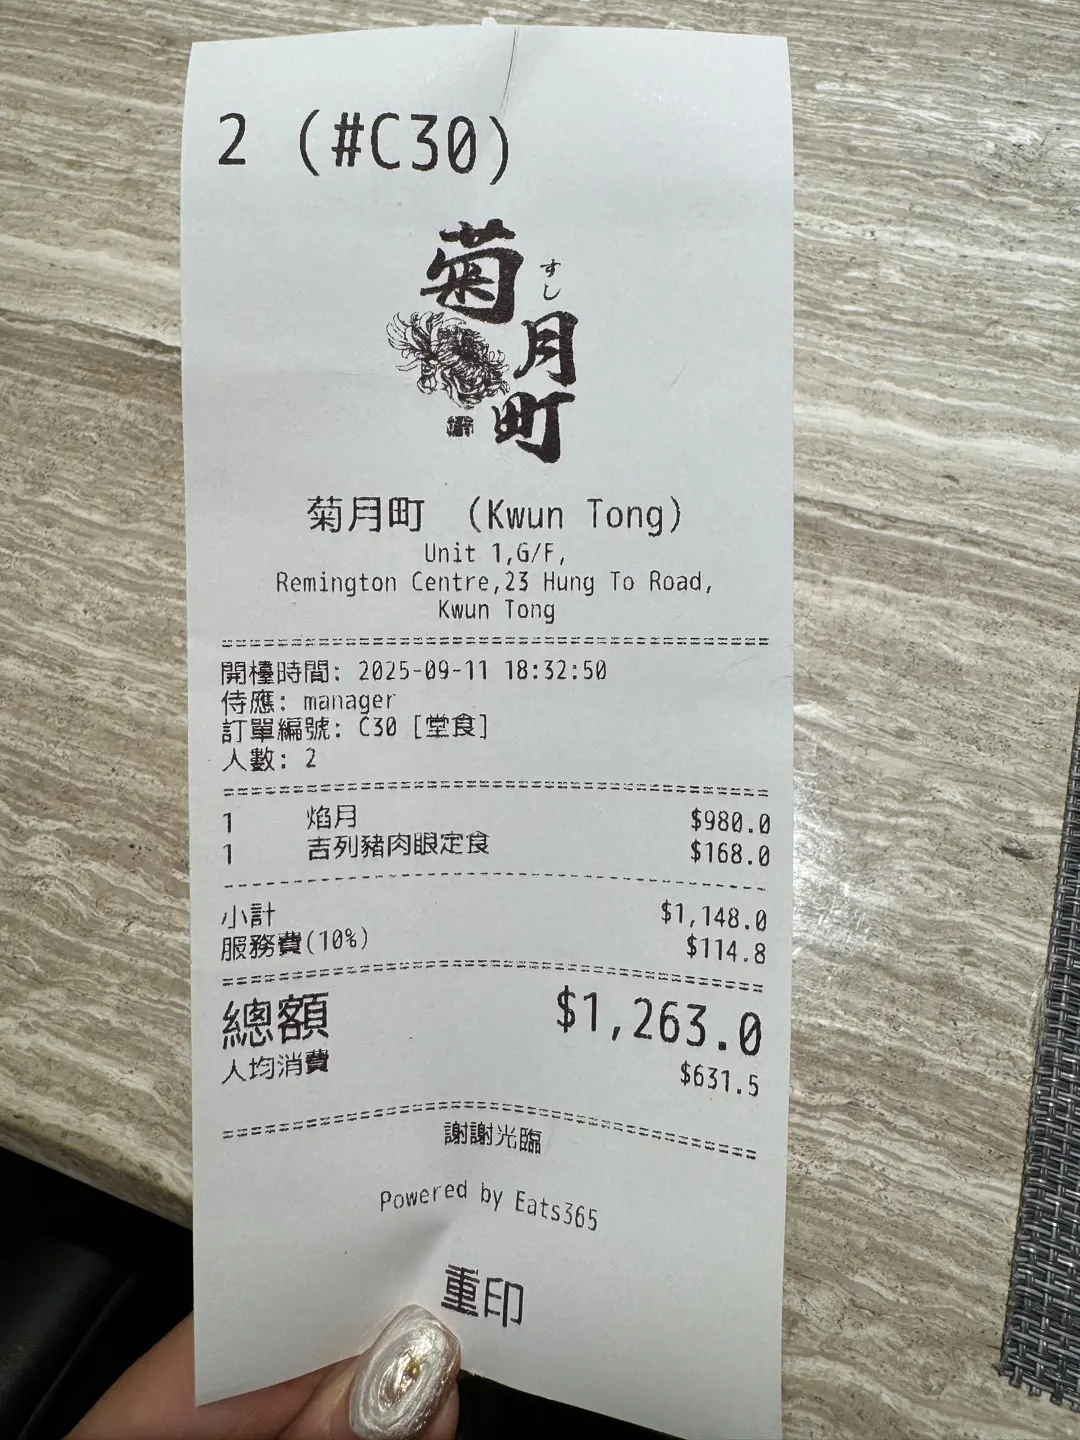 2 (#C30)
菊月町
すし
菊月町 (Kwun Tong)
Unit 1,G/F,
Remington Centre,23 Hung To Road,
Kwun Tong
開檯時間: 2025-09-11 18:32:50
侍應: manager
訂單編號: C30 [堂食]
人數: 2
1 焰月 $980.0
1 吉列豬肉眼定食 $168.0
小計 $1,148.0
服務費(10%) $114.8
總額 $1,263.0
人均消費 $631.5
謝謝光臨
Powered by Eats365
重印